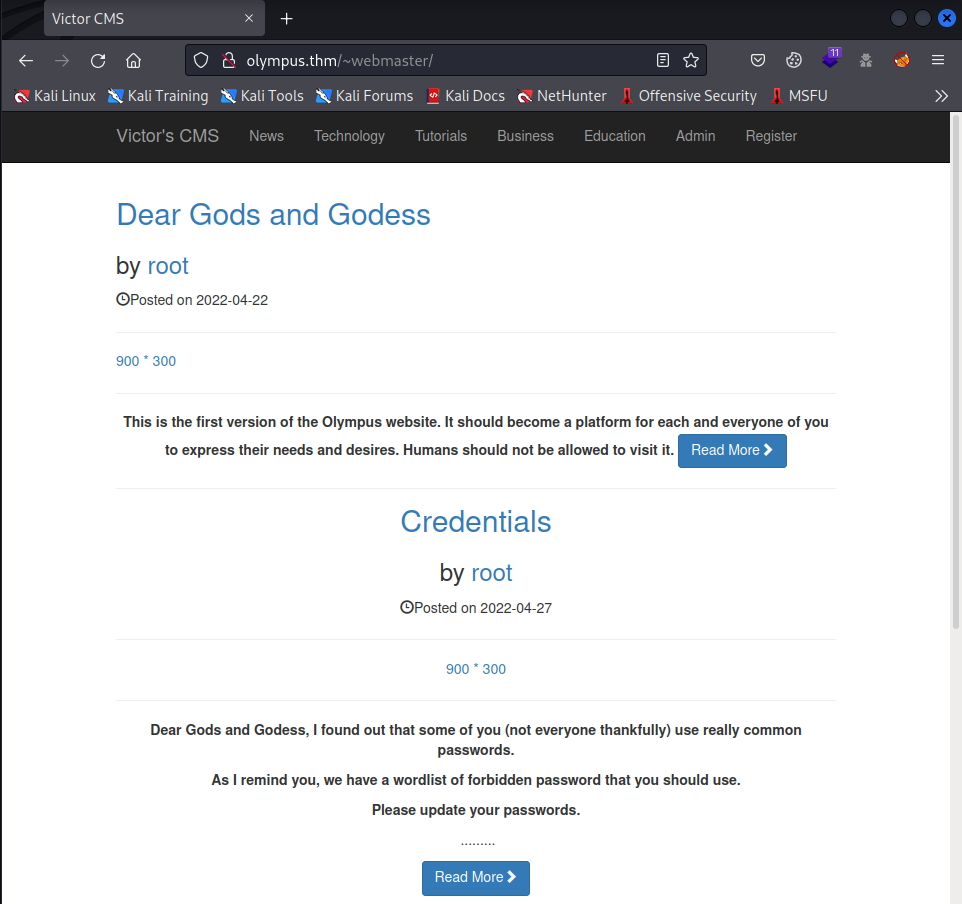 Victor CMS
olympus.thm/~webmaster/
11
Kali Linux Kali Training Kali Tools Kali Forums Kali Docs NetHunter Offensive Security MSFU
Victor's CMS News Technology Tutorials Business Education Admin Register
Dear Gods and Godess
by root
Posted on 2022-04-22
900 * 300
This is the first version of the Olympus website. It should become a platform for each and everyone of you
to express their needs and desires. Humans should not be allowed to visit it. Read More
Credentials
by root
Posted on 2022-04-27
900 * 300
Dear Gods and Godess, I found out that some of you (not everyone thankfully) use really common
passwords.
As I remind you, we have a wordlist of forbidden password that you should use.
Please update your passwords.
.........
Read More